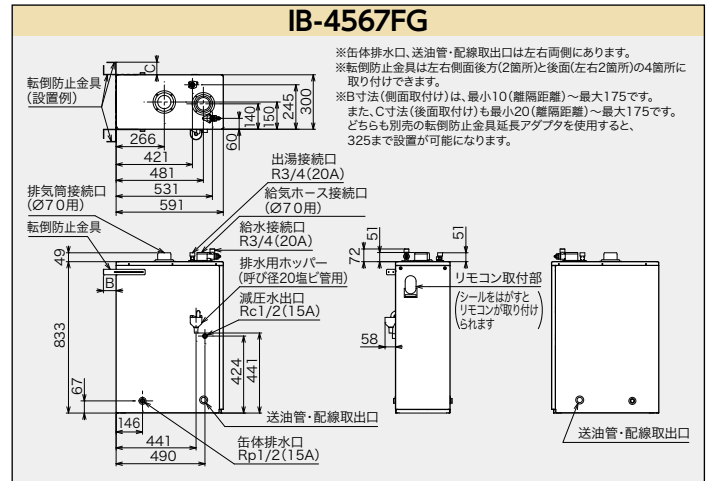 IB-4567FG
※缶体排水口、送油管・配線取出口は左右両側にあります。
※転倒防止金具は左右側面後方(2箇所)と後面(左右2箇所)の4箇所に
取り付けできます。
※B寸法(側面取付け)は、最小10(離隔距離)～最大175です。
また、C寸法(後面取付け)も最小20(離隔距離)～最大175です。
どちらも別売の転倒防止金具延長アダプタを使用すると、
325まで設置が可能になります。
転倒防止金具
(設置例)
C
60
140
150
245
300
266
421
481
531
591
出湯接続口
R3/4(20A)
給気ホース接続口
(Ø70用)
給水接続口
R3/4(20A)
排水用ホッパー
(呼び径20塩ビ管用)
減圧水出口
Rc1/2(15A)
排気筒接続口
(Ø70用)
転倒防止金具
49
51
B
833
67
424
441
146
441
490
送油管・配線取出口
缶体排水口
Rp1/2(15A)
72
51
51
58
リモコン取付部
(シールをはがすと
リモコンが取り付け
られます)
送油管・配線取出口